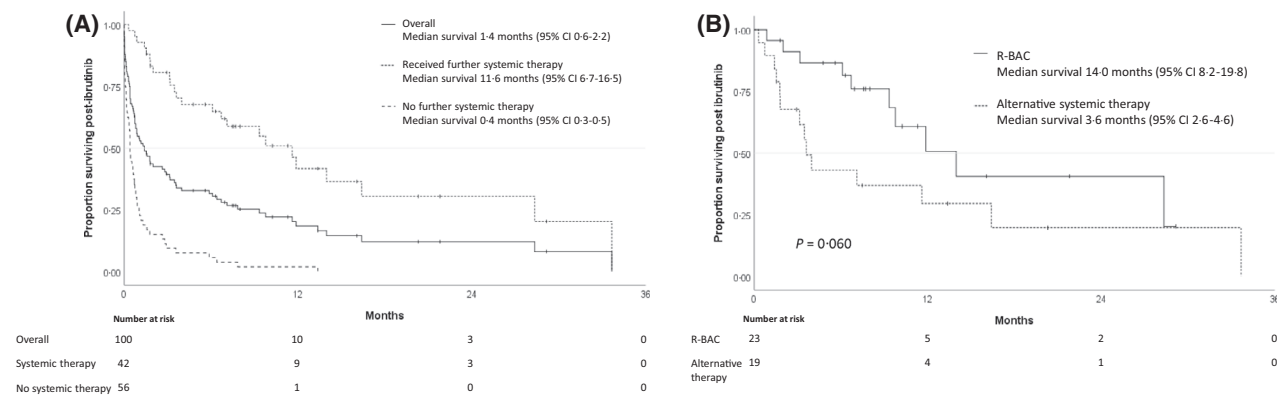 (A)
Overall
Median survival 1·4 months (95% CI 0·6-2·2)
Received further systemic therapy
Median survival 11·6 months (95% CI 6·7-16·5)
No further systemic therapy
Median survival 0·4 months (95% CI 0·3-0·5)
Proportion surviving post-ibrutinib
1·00
0·75
0·50
0·25
0·00
0 12 24 36
Months
Number at risk
Overall 100 10 3 0
Systemic therapy 42 9 3 0
No systemic therapy 56 1 0 0
(B)
R-BAC
Median survival 14·0 months (95% CI 8·2-19·8)
Alternative systemic therapy
Median survival 3·6 months (95% CI 2·6-4·6)
Proportion surviving post ibrutinib
1·00
0·75
0·50
0·25
0·00
P = 0·060
0 12 24 36
Months
Number at risk
R-BAC 23 5 2 0
Alternative 19 4 1 0
therapy